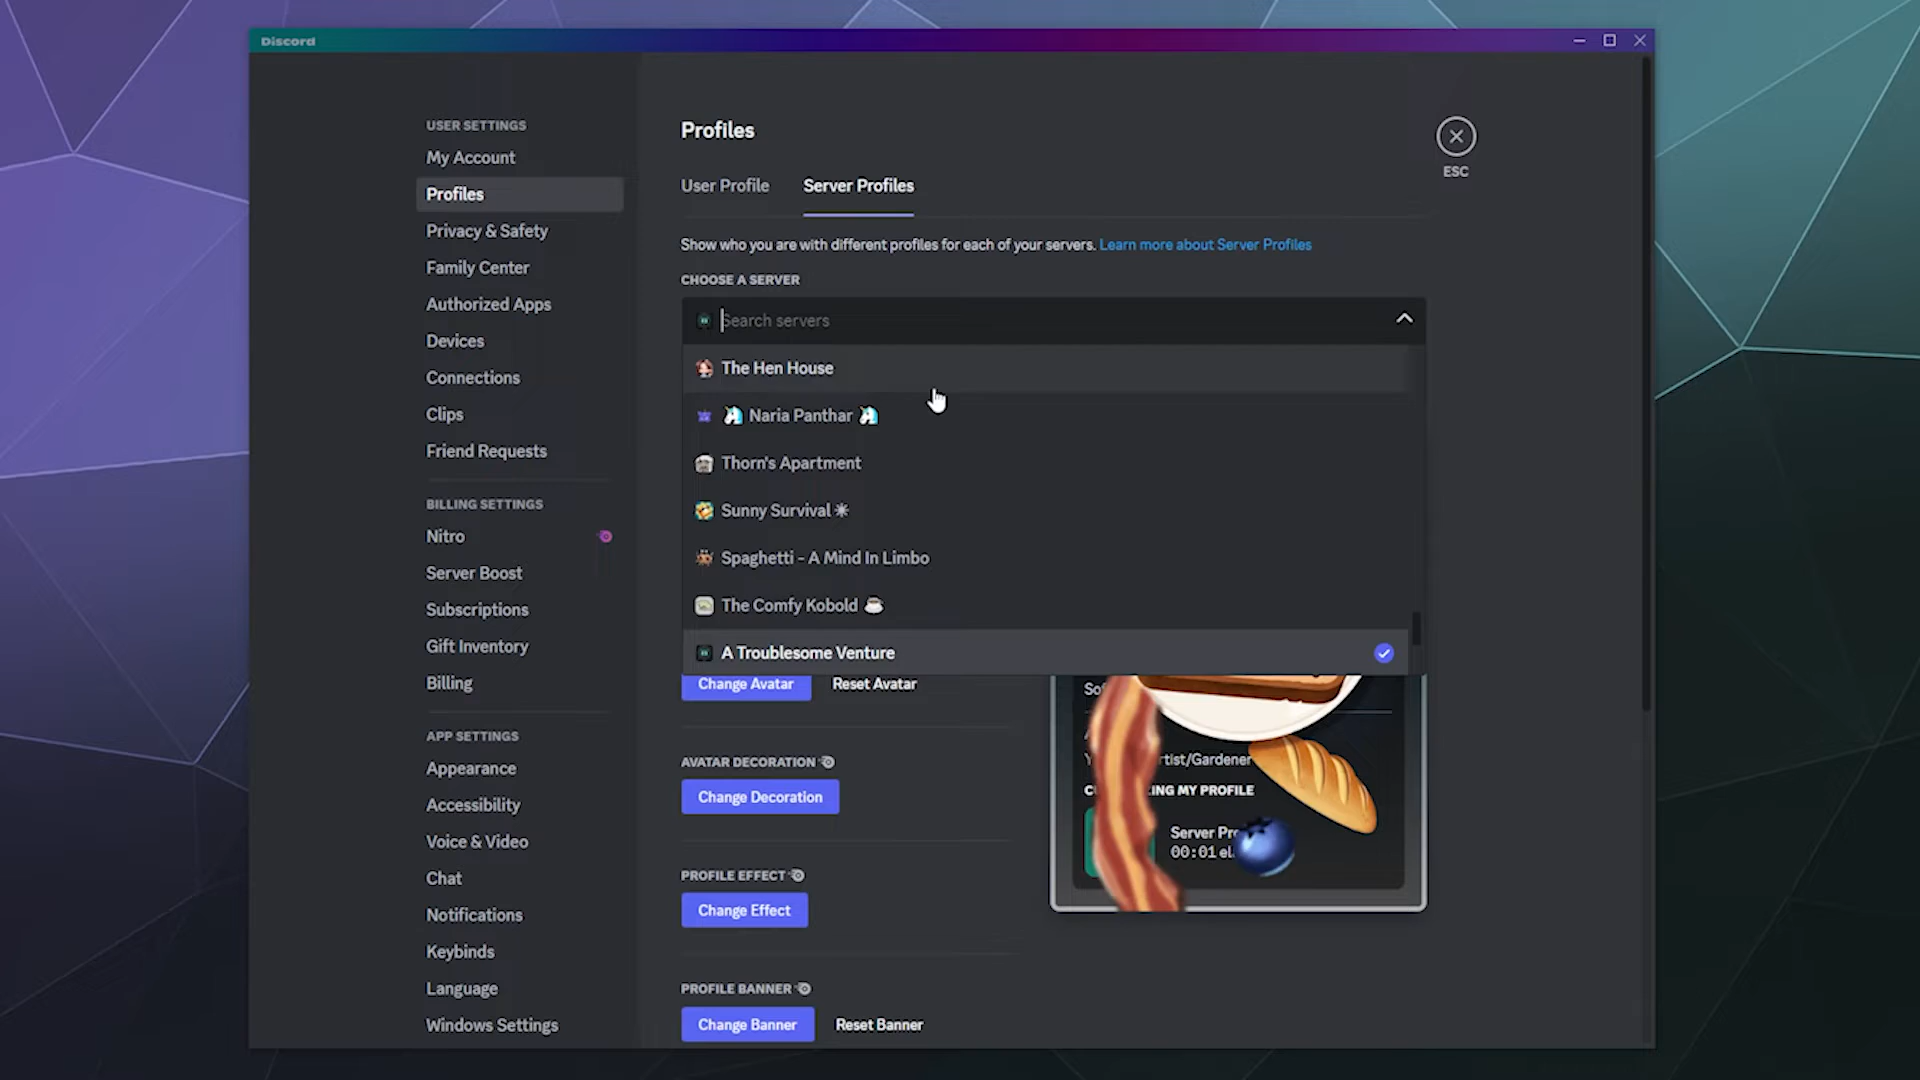 Discord
USER SETTINGS
My Account
Profiles
Privacy & Safety
Family Center
Authorized Apps
Devices
Connections
Clips
Friend Requests
BILLING SETTINGS
Nitro
Server Boost
Subscriptions
Gift Inventory
Billing
APP SETTINGS
Appearance
Accessibility
Voice & Video
Chat
Notifications
Keybinds
Language
Windows Settings
Profiles
ESC
User Profile Server Profiles
Show who you are with different profiles for each of your servers. Learn more about Server Profiles
CHOOSE A SERVER
Search servers
The Hen House
🦄 Naria Panthar 🦄
Thorn's Apartment
Sunny Survival ☀
Spaghetti - A Mind In Limbo
The Comfy Kobold ☕
A Troublesome Venture
Change Avatar Reset Avatar
AVATAR DECORATION
Change Decoration
PROFILE EFFECT
Change Effect
PROFILE BANNER
Change Banner Reset Banner
MY PROFILE
Server
00:01